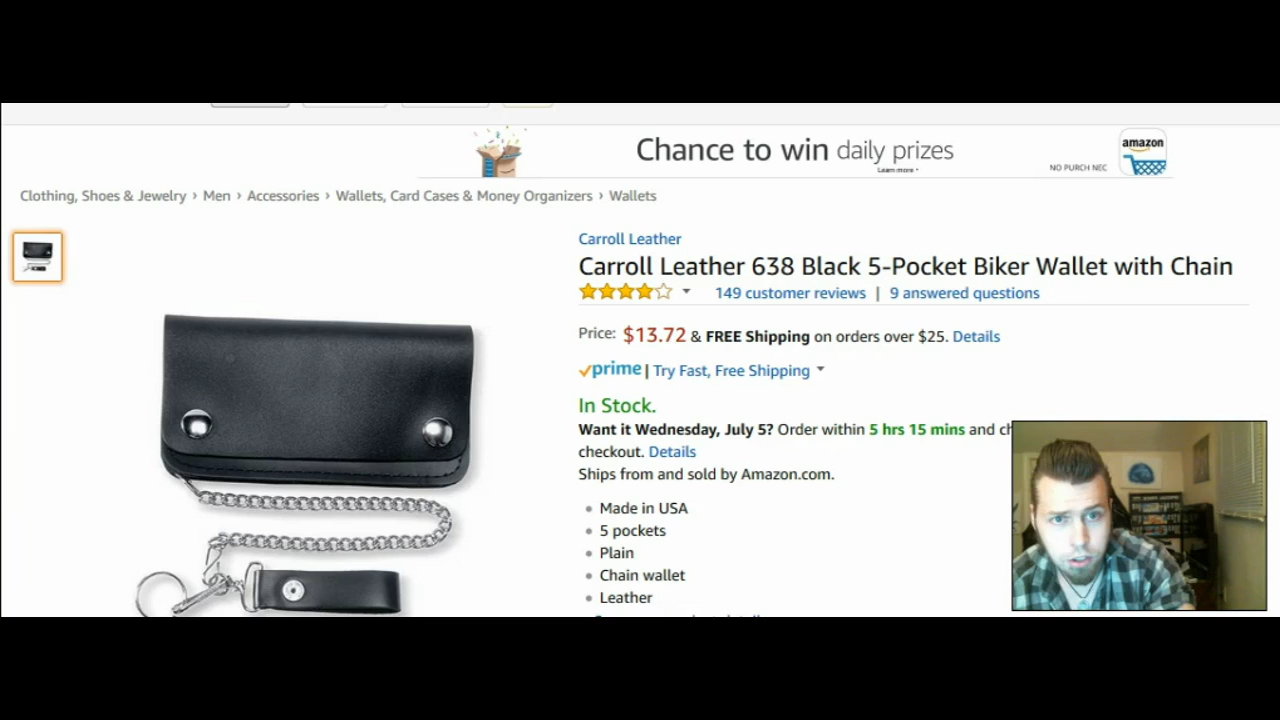 Chance to win daily prizes
Learn more
NO PURCH NEC
amazon
Clothing, Shoes & Jewelry › Men › Accessories › Wallets, Card Cases & Money Organizers › Wallets
Carroll Leather
Carroll Leather 638 Black 5-Pocket Biker Wallet with Chain
149 customer reviews | 9 answered questions
Price: $13.72 & FREE Shipping on orders over $25. Details
prime | Try Fast, Free Shipping
In Stock.
Want it Wednesday, July 5? Order within 5 hrs 15 mins and ch
checkout. Details
Ships from and sold by Amazon.com.
• Made in USA
• 5 pockets
• Plain
• Chain wallet
• Leather